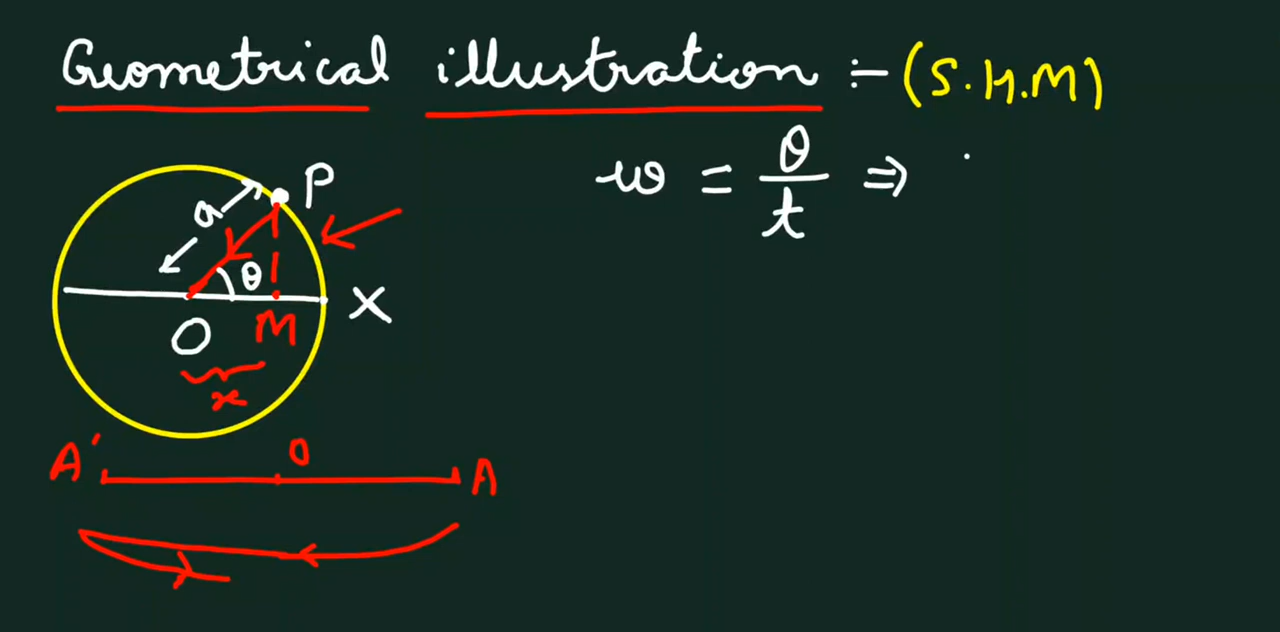 Geometrical illustration :- (S.H.M)
ω = θ/t ⇒
P
a
θ
X
O
M
x
A' O A